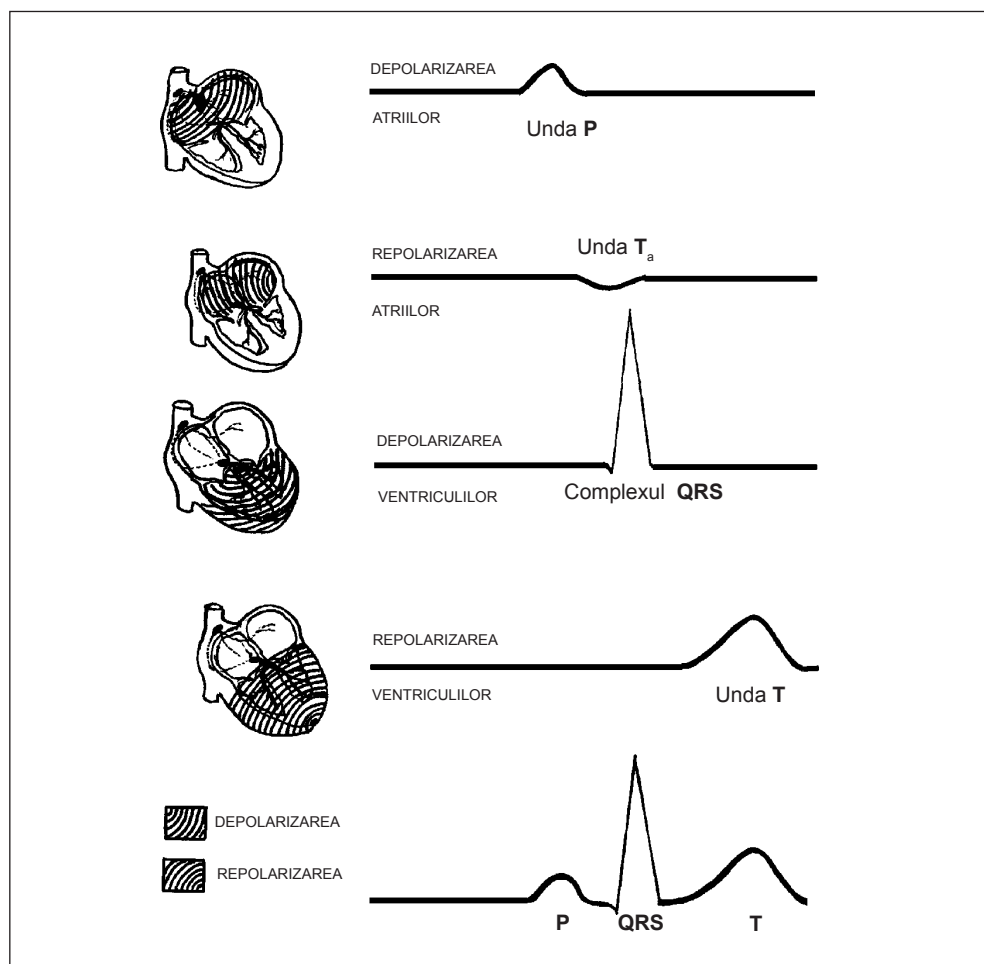 DEPOLARIZAREA
ATRIILOR
Unda P
Unda Ta
REPOLARIZAREA
ATRIILOR
DEPOLARIZAREA
VENTRICULILOR
Complexul QRS
REPOLARIZAREA
VENTRICULILOR
Unda T
DEPOLARIZAREA
REPOLARIZAREA
P QRS T